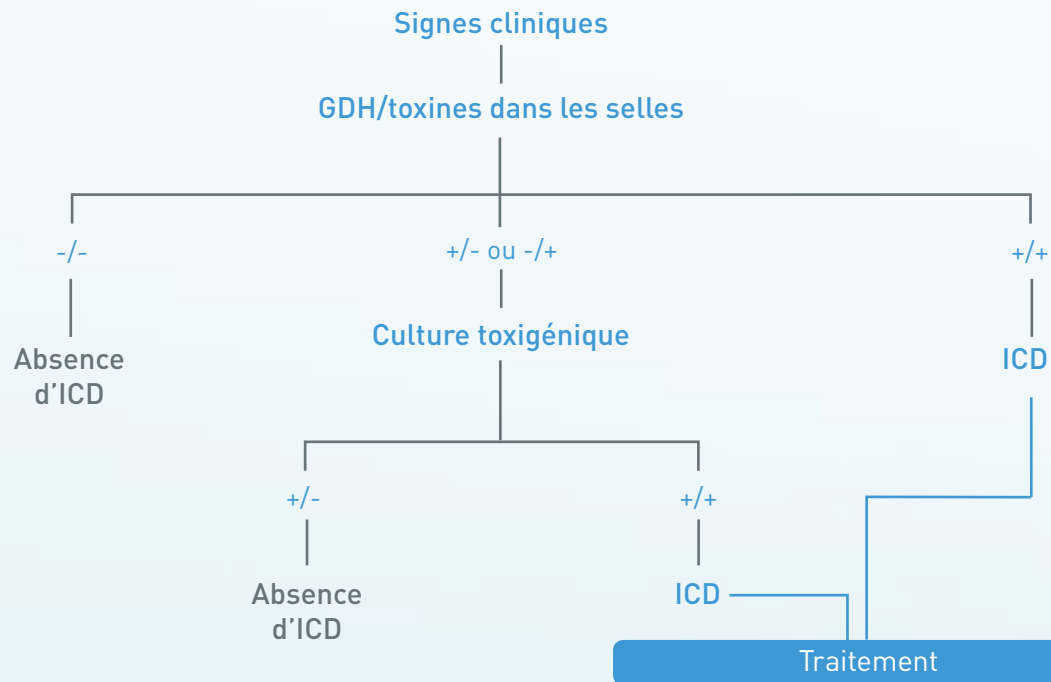 Signes cliniques
GDH/toxines dans les selles
-/-
+/- ou -/+
+/+
Absence
d'ICD
Culture toxigénique
ICD
+/-
+/+
Absence
d'ICD
ICD
Traitement